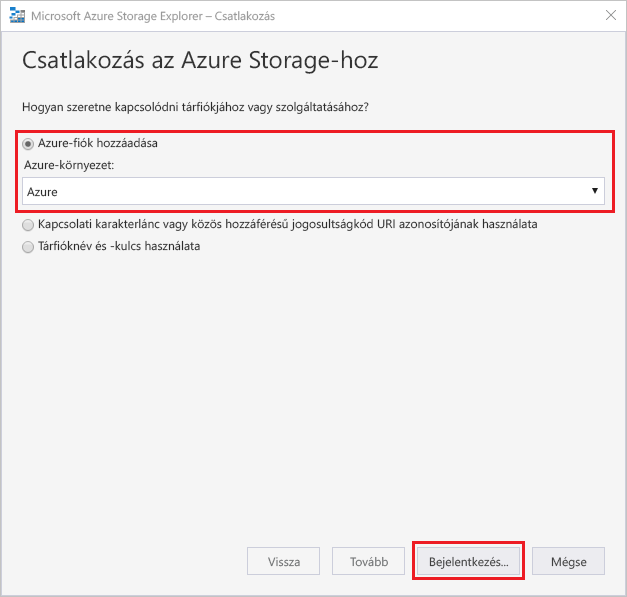 Microsoft Azure Storage Explorer – Csatlakozás
Csatlakozás az Azure Storage-hoz
Hogyan szeretne kapcsolódni tárfiókjához vagy szolgáltatásához?
Azure-fiók hozzáadása
Azure-környezet:
Azure
Kapcsolati karakterlánc vagy közös hozzáférésű jogosultságkód URI azonosítójának használata
Tárfióknév és -kulcs használata
Vissza
Tovább
Bejelentkezés...
Mégse